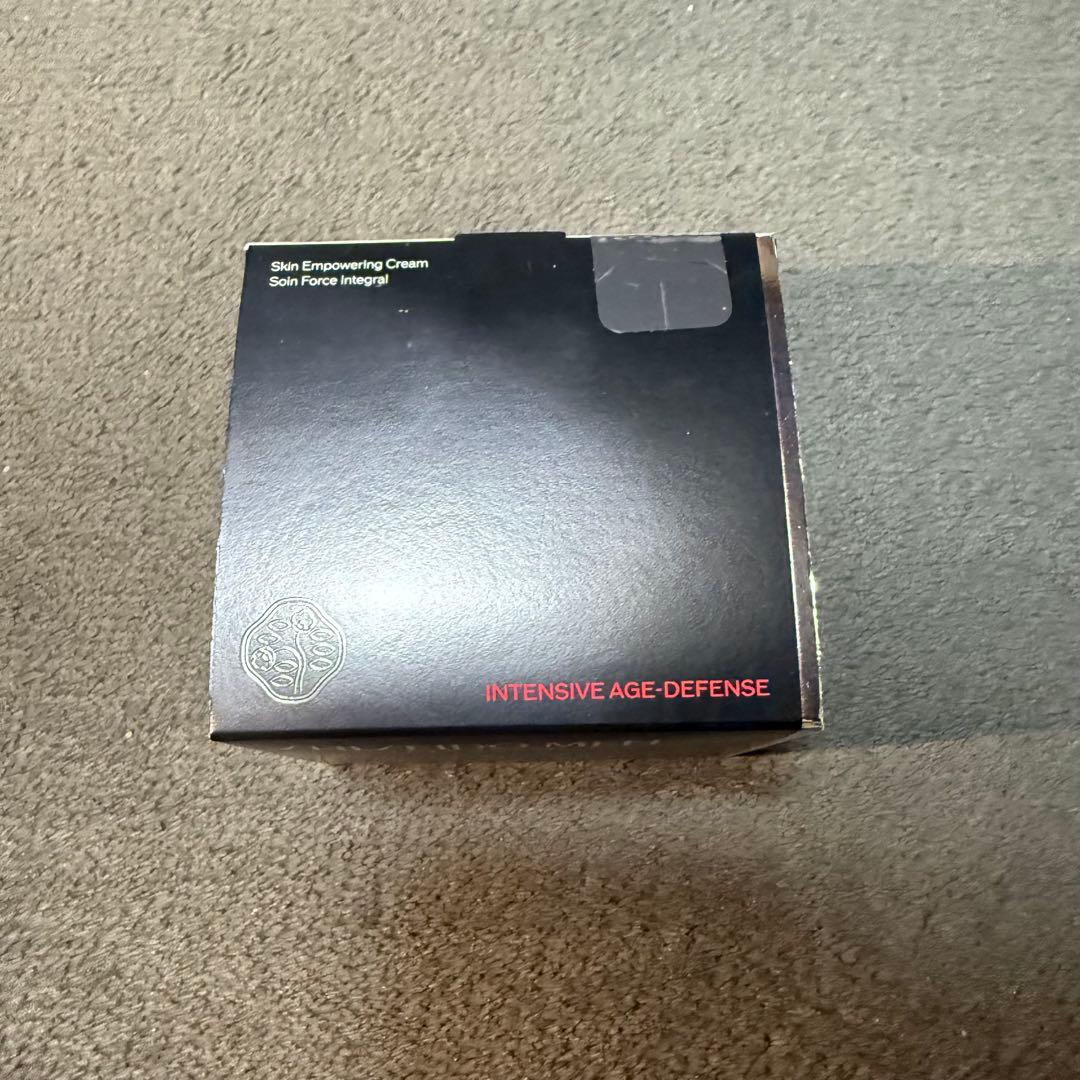 Skin Empowering Cream
Soin Force Integral
INTENSIVE AGE-DEFENSE